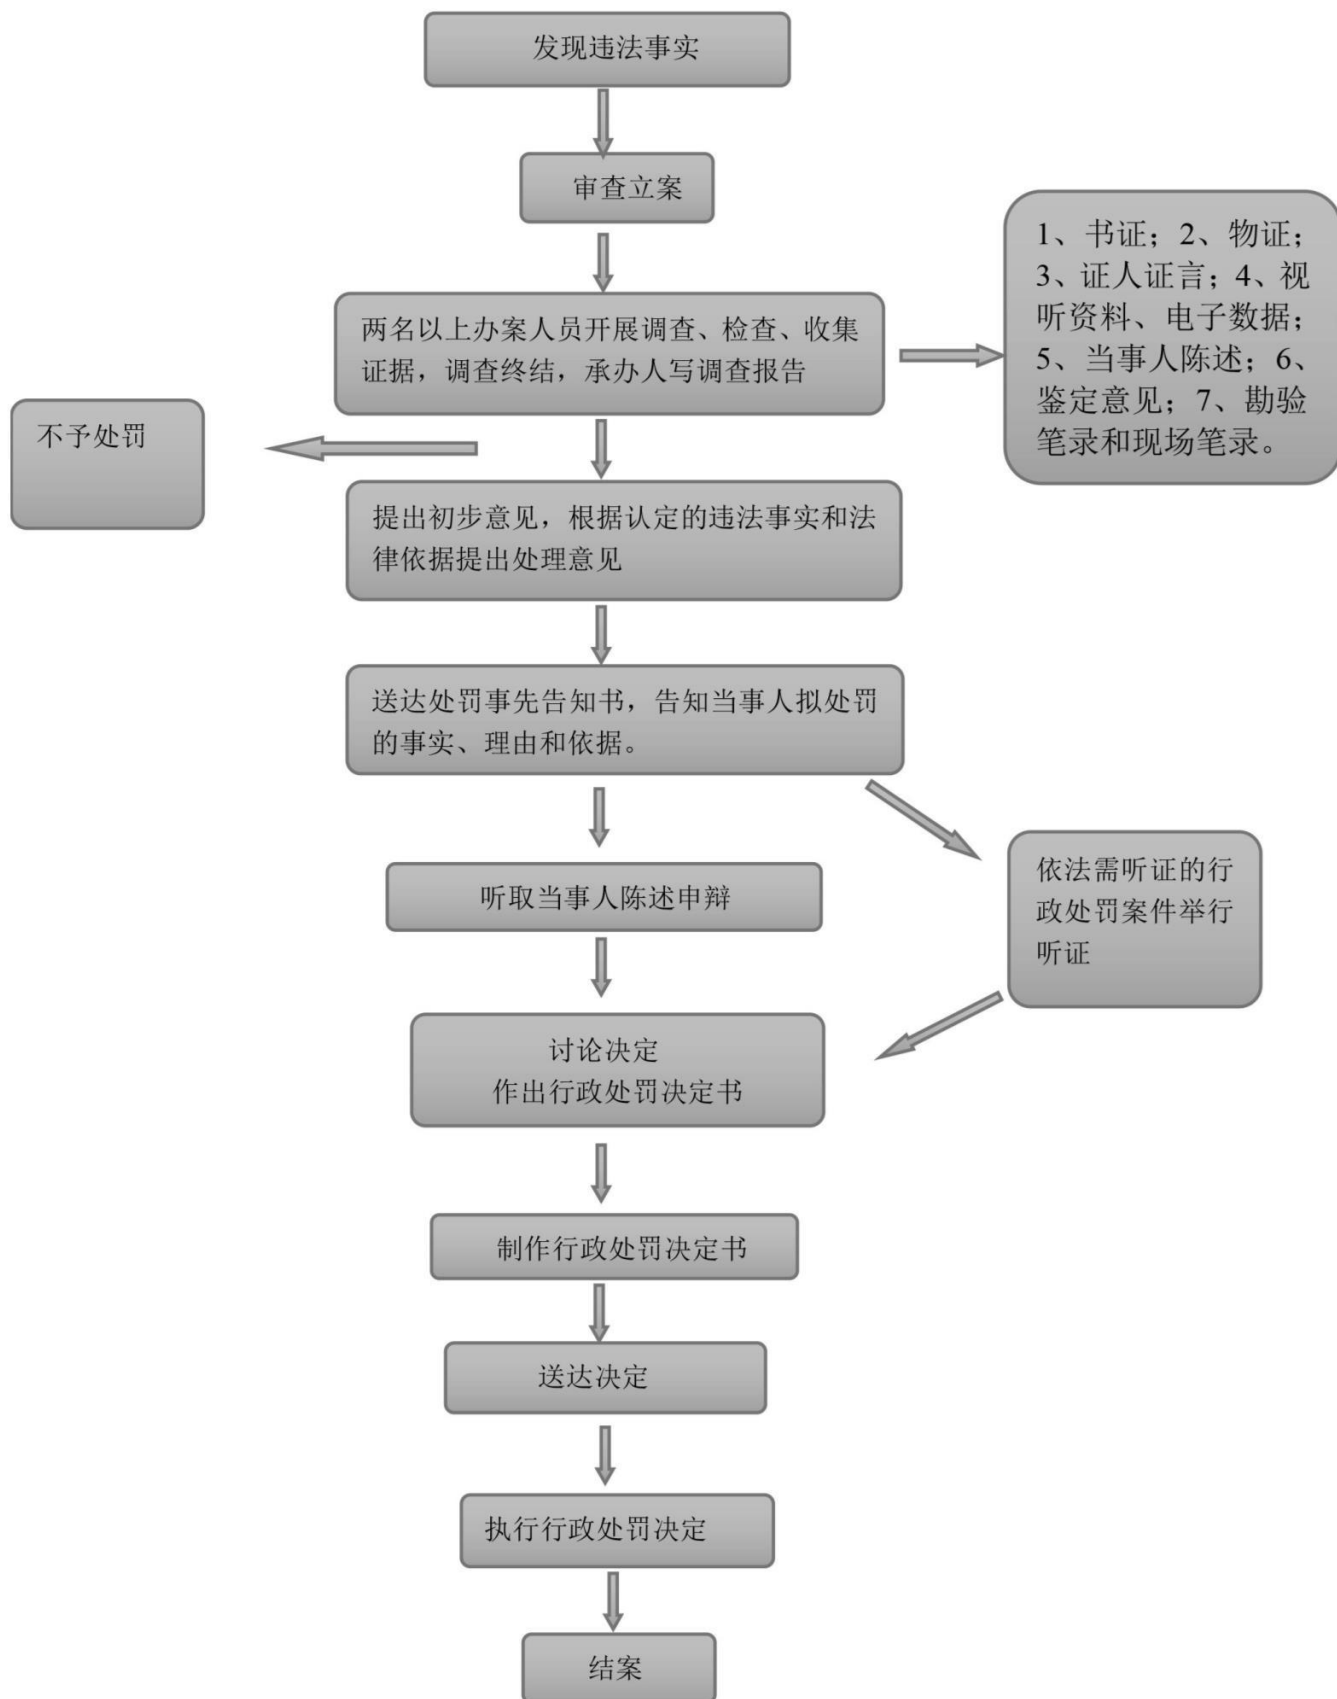 发现违法事实
审查立案
两名以上办案人员开展调查、检查、收集
证据，调查终结，承办人写调查报告
1、书证；2、物证；
3、证人证言；4、视
听资料、电子数据；
5、当事人陈述；6、
鉴定意见；7、勘验
笔录和现场笔录。
不予处罚
提出初步意见，根据认定的违法事实和法
律依据提出处理意见
送达处罚事先告知书，告知当事人拟处罚
的事实、理由和依据。
听取当事人陈述申辩
依法需听证的行
政处罚案件举行
听证
讨论决定
作出行政处罚决定书
制作行政处罚决定书
送达决定
执行行政处罚决定
结案